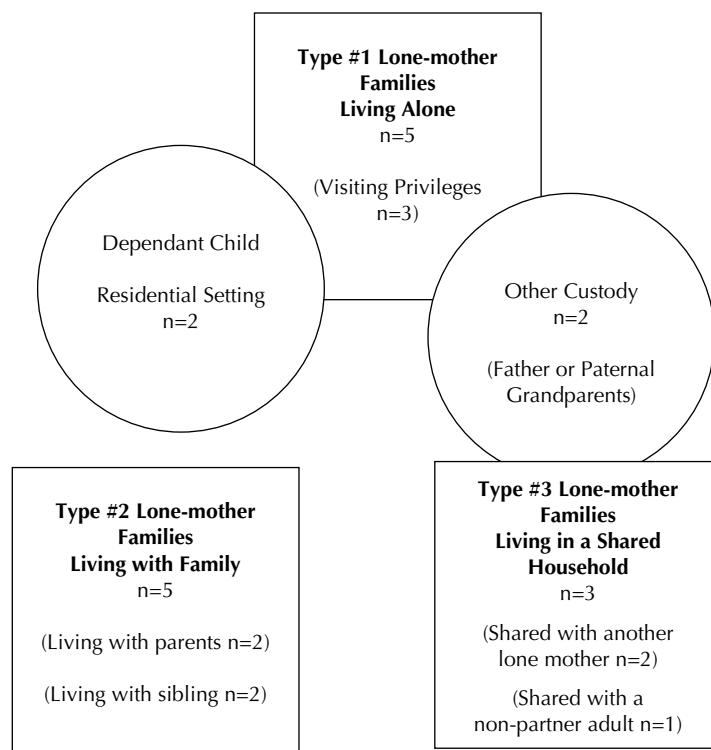 Type #1 Lone-mother
Families
Living Alone
n=5
(Visiting Privileges
n=3)
Dependant Child
Residential Setting
n=2
Other Custody
n=2
(Father or Paternal
Grandparents)
Type #2 Lone-mother
Families
Living with Family
n=5
(Living with parents n=2)
(Living with sibling n=2)
Type #3 Lone-mother
Families
Living in a Shared
Household
n=3
(Shared with another
lone mother n=2)
(Shared with a
non-partner adult n=1)